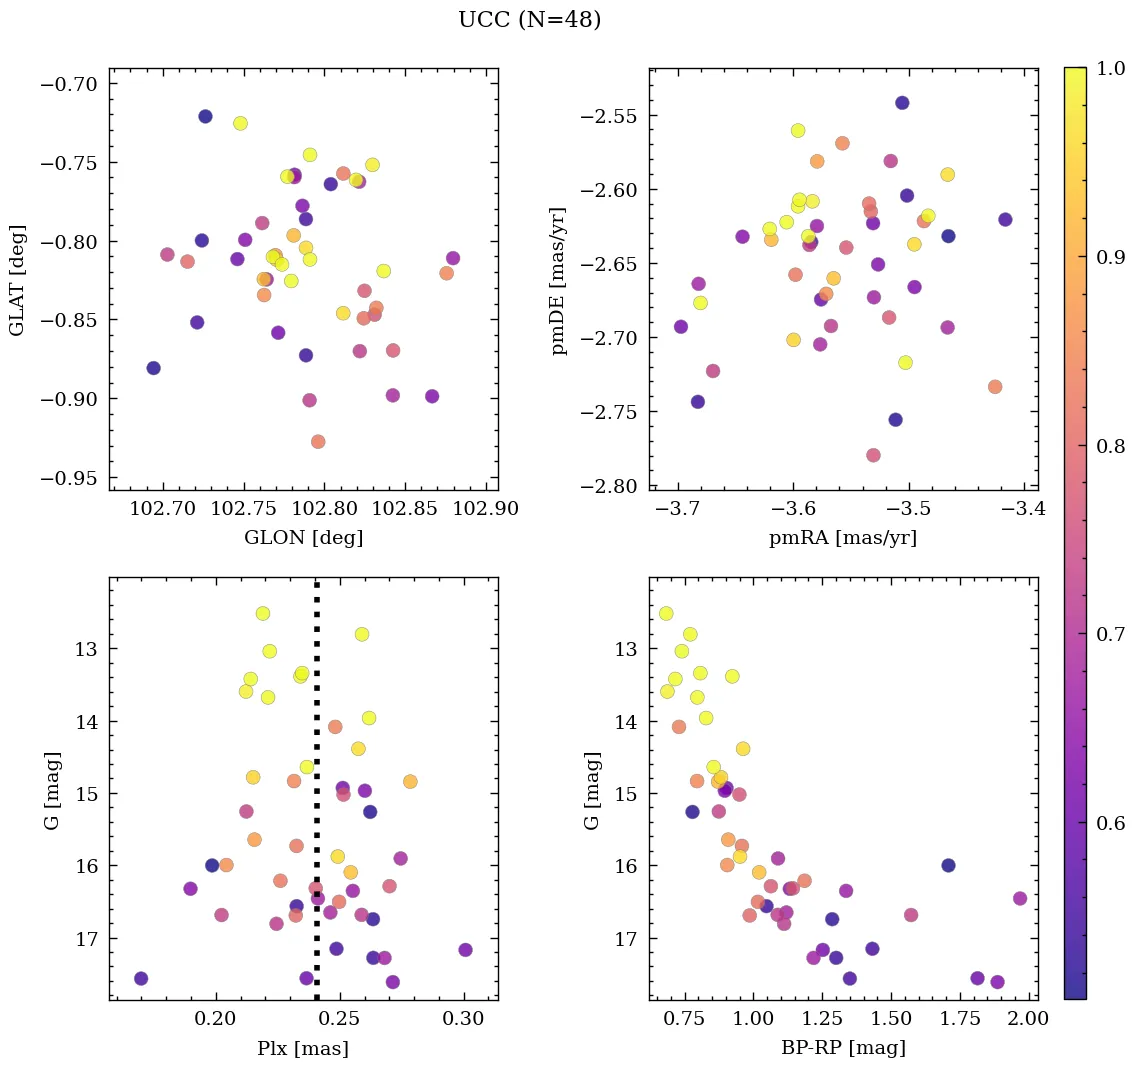 UCC (N=48)
−0.70
−0.75
−0.80
−0.85
−0.90
−0.95
GLAT [deg]
102.70 102.75 102.80 102.85 102.90
GLON [deg]
−2.55
−2.60
−2.65
−2.70
−2.75
−2.80
pmDE [mas/yr]
−3.7 −3.6 −3.5 −3.4
pmRA [mas/yr]
1.0
0.9
0.8
0.7
0.6
13
14
15
16
17
G [mag]
0.20 0.25 0.30
Plx [mas]
13
14
15
16
17
G [mag]
0.75 1.00 1.25 1.50 1.75 2.00
BP-RP [mag]